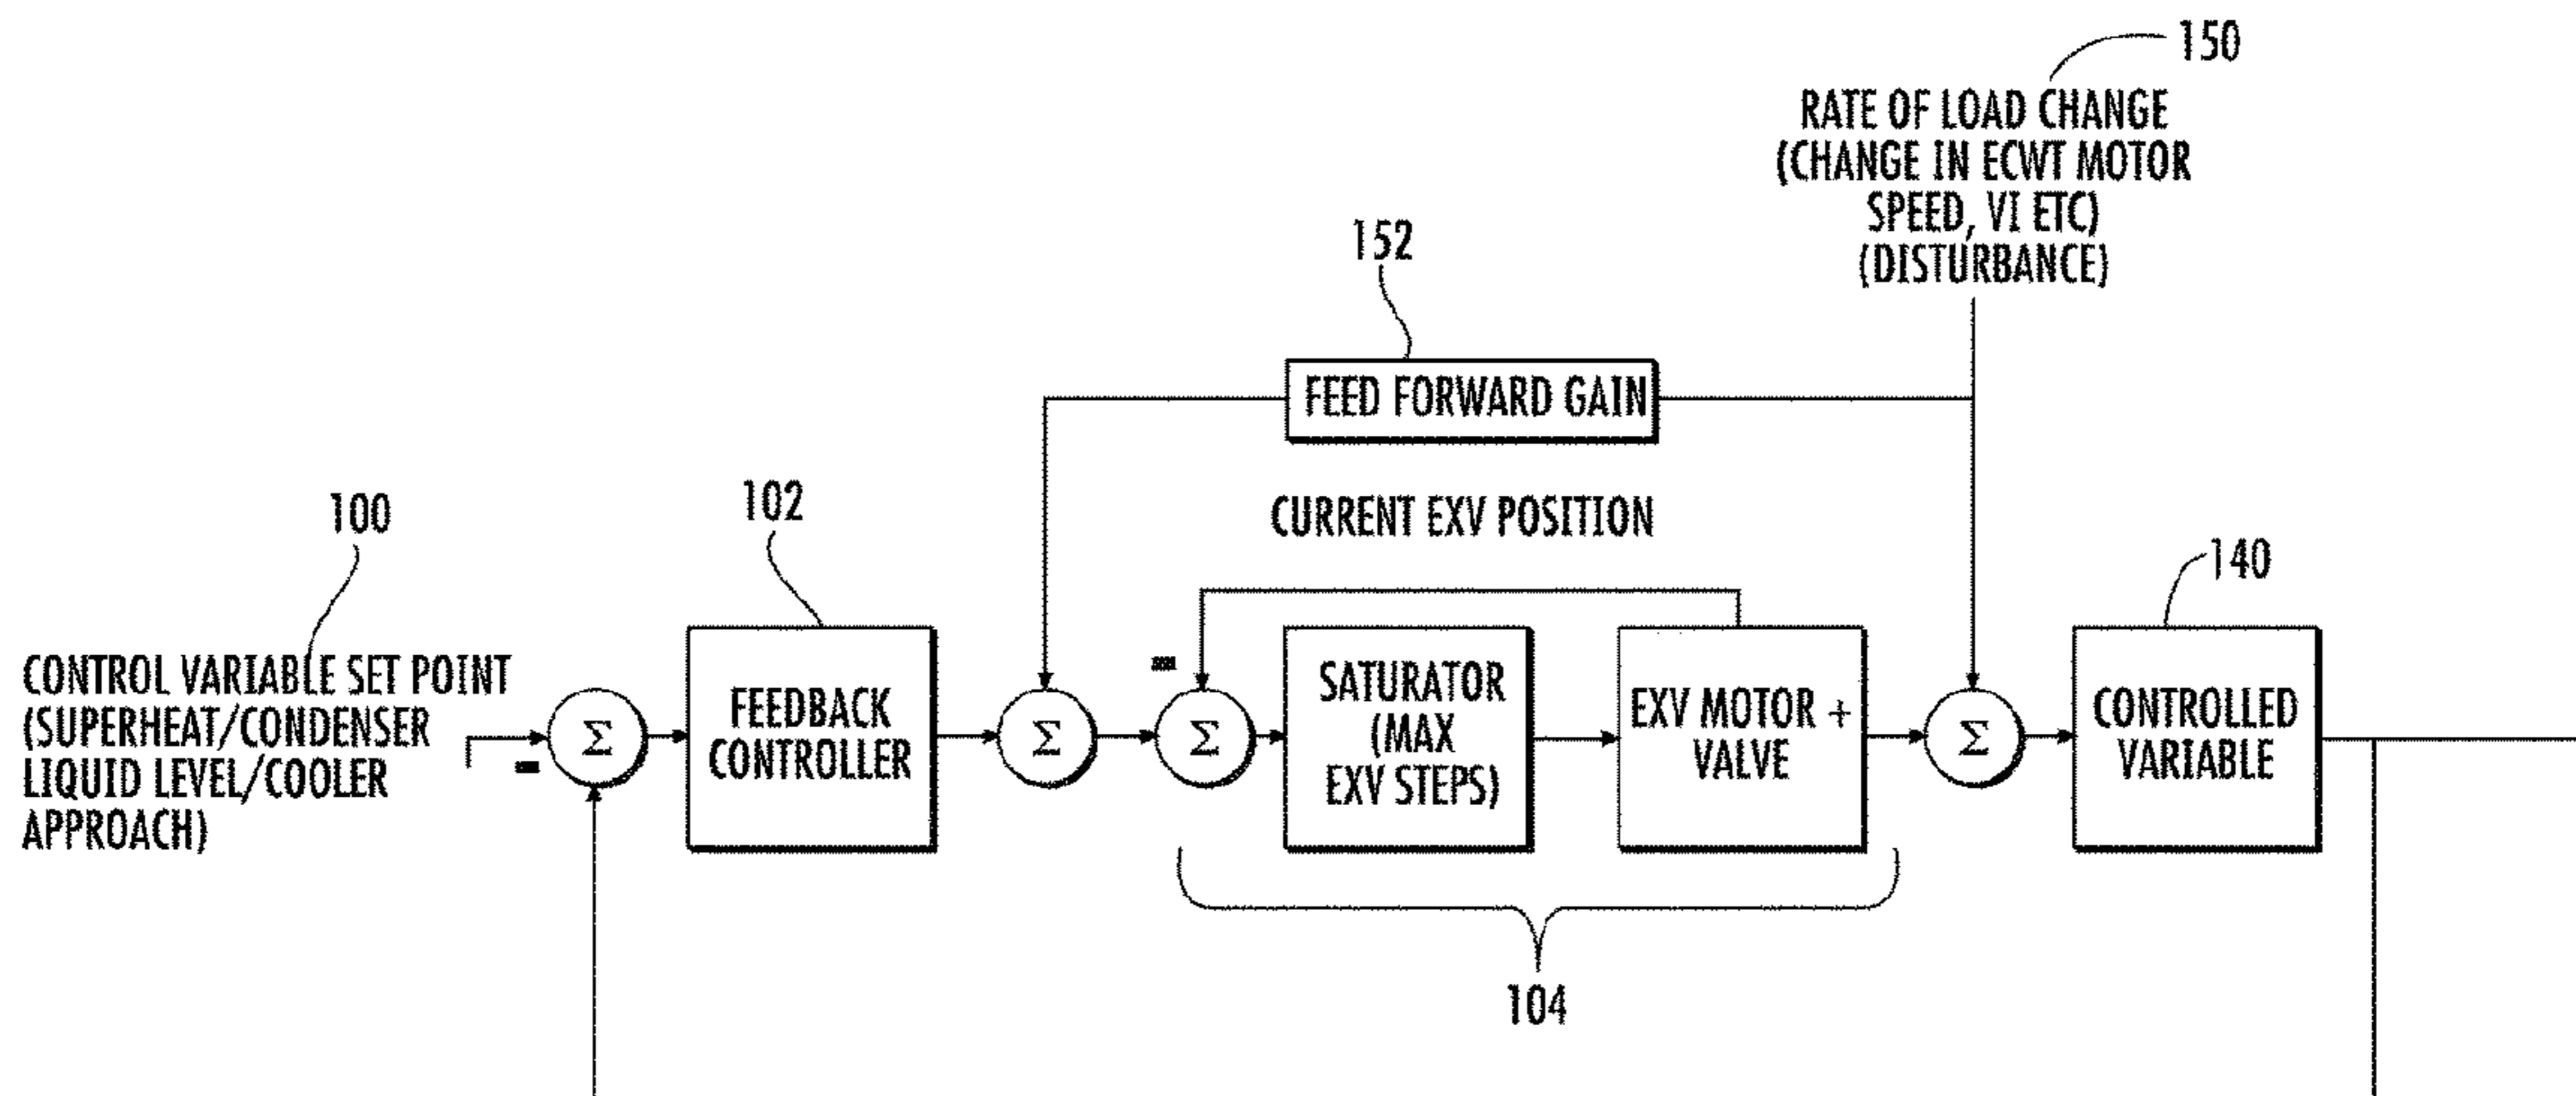 150
RATE OF LOAD CHANGE
(CHANGE IN ECWT MOTOR
SPEED, VI ETC)
(DISTURBANCE)
152
FEED FORWARD GAIN
CURRENT EXV POSITION
100
102
140
CONTROL VARIABLE SET POINT
(SUPERHEAT/CONDENSER
LIQUID LEVEL/COOLER
APPROACH)
-
Σ
FEEDBACK
CONTROLLER
Σ
-
Σ
SATURATOR
(MAX
EXV STEPS)
EXV MOTOR +
VALVE
Σ
CONTROLLED
VARIABLE
104